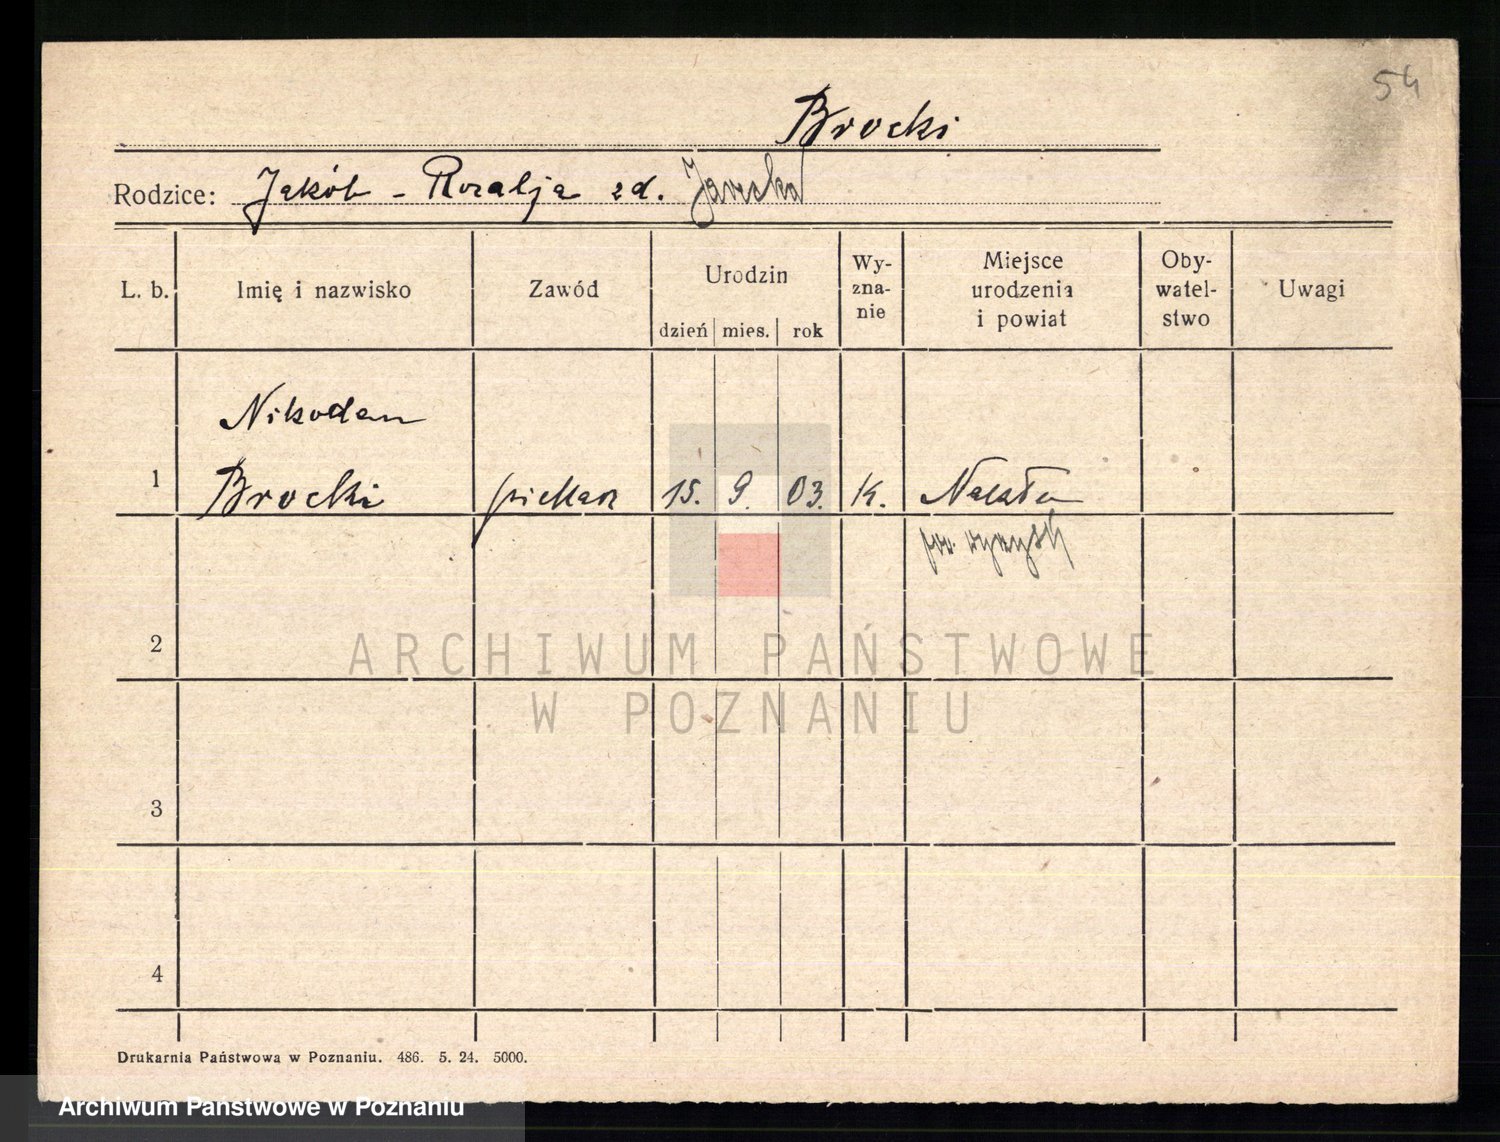 54
Brocki
Rodzice: Jakób - Rozalja zd. Jarecka
L. b. Imię i nazwisko Zawód Urodzin dzień mies. rok Wy-zna-nie Miejsce urodzenia i powiat Oby-watel-stwo Uwagi
Nikodem
1 Brocki piekarz 15. 9. 03. K. Nakło
pow. Wyrzysk
2
ARCHIWUM PAŃSTWOWE
W POZNANIU
3
4
Drukarnia Państwowa w Poznaniu. 486. 5. 24. 5000.
Archiwum Państwowe w Poznaniu